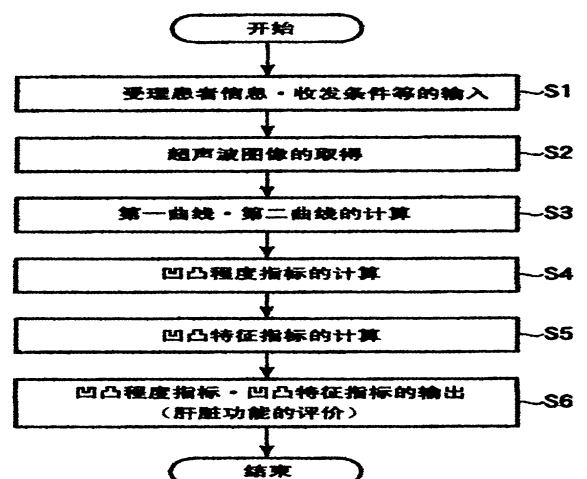 开始
受理患者信息·收发条件等的输入 S1
超声波图像的取得 S2
第一曲线·第二曲线的计算 S3
凹凸程度指标的计算 S4
凹凸特征指标的计算 S5
凹凸程度指标·凹凸特征指标的输出
(肝脏功能的评价) S6
结束